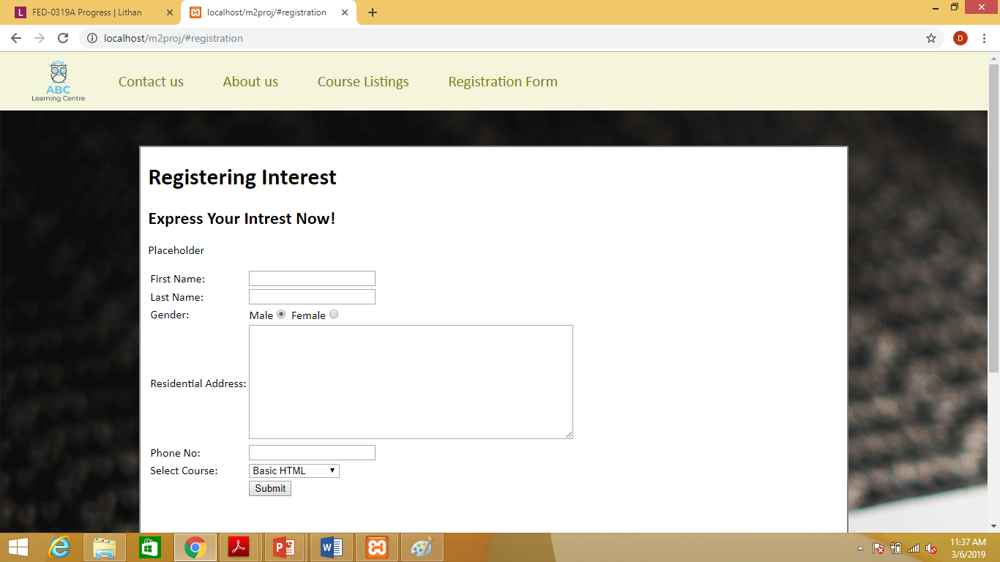 L FED-0319A Progress | Lithan
localhost/m2proj/#registration
localhost/m2proj/#registration
D
ABC
Learning Centre
Contact us About us Course Listings Registration Form
Registering Interest
Express Your Intrest Now!
Placeholder
First Name:
Last Name:
Gender: Male Female
Residential Address:
Phone No:
Select Course: Basic HTML
Submit
11:37 AM
3/6/2019